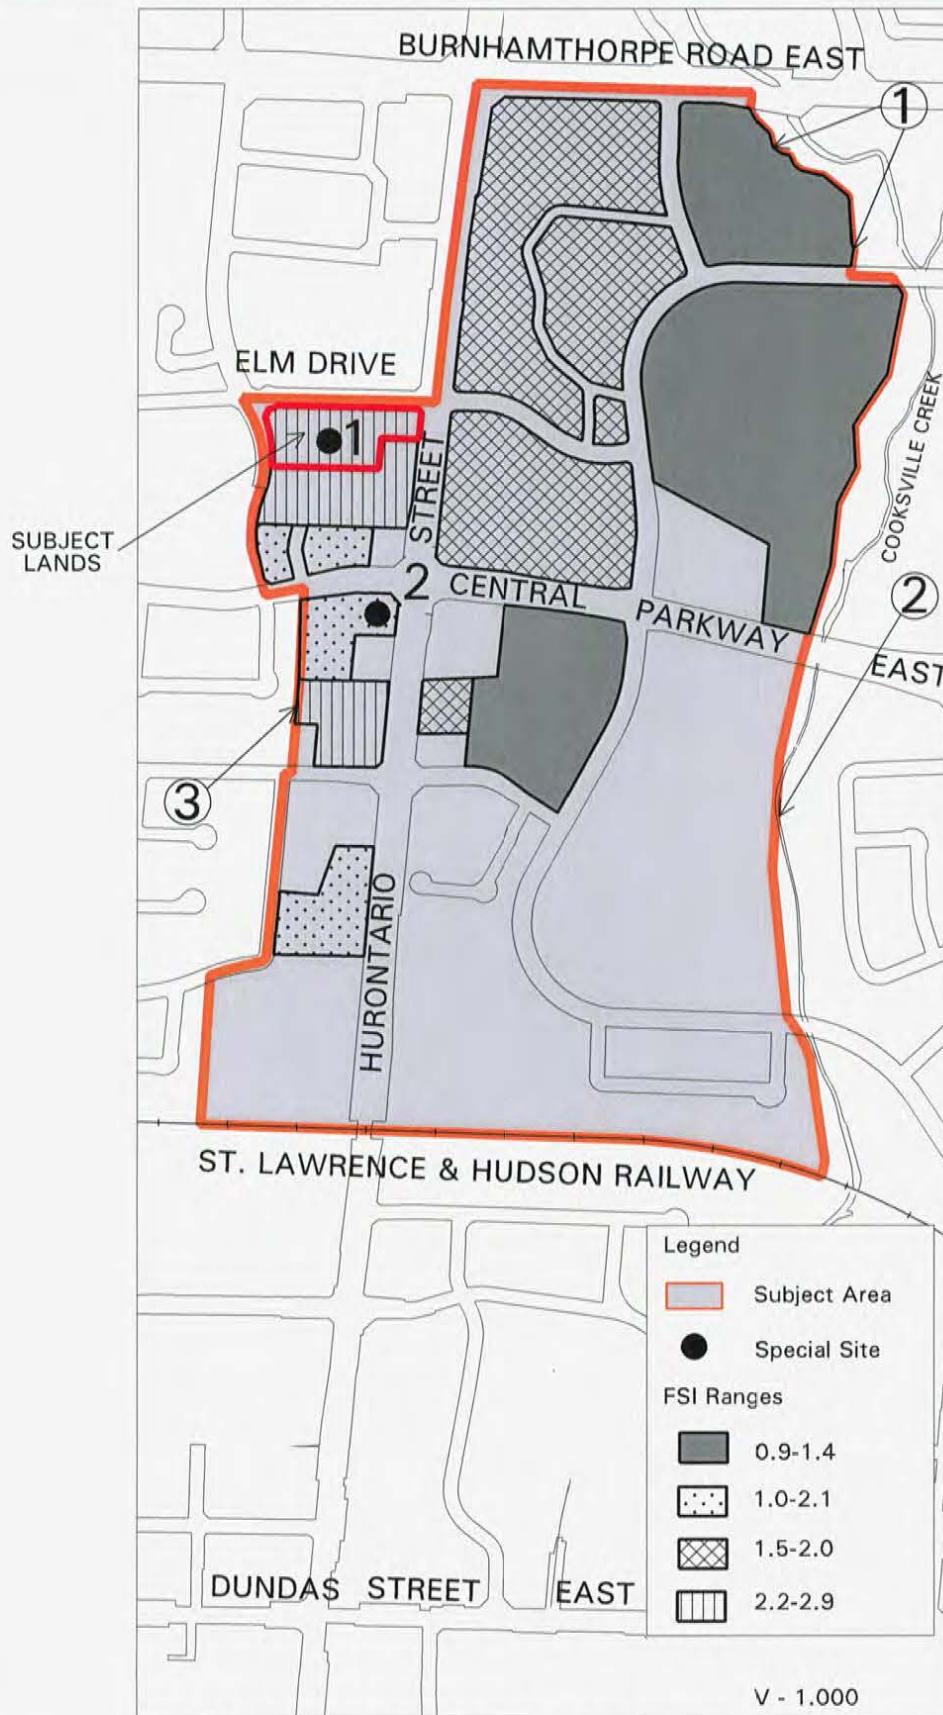 BURNHAMTHORPE ROAD EAST
1
ELM DRIVE
1
SUBJECT
LANDS
STREET
COOKSVILLE CREEK
2
CENTRAL
PARKWAY
EAST
2
3
HURONTARIO
ST. LAWRENCE & HUDSON RAILWAY
Legend
Subject Area
Special Site
FSI Ranges
0.9-1.4
1.0-2.1
1.5-2.0
2.2-2.9
DUNDAS STREET EAST
V - 1.000